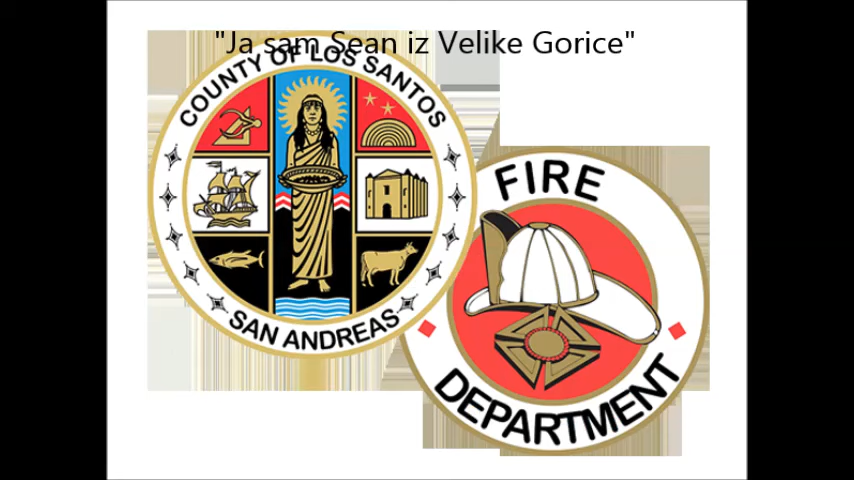 "Ja sam Sean iz Velike Gorice"
COUNTY OF LOS SANTOS
SAN ANDREAS
FIRE
DEPARTMENT